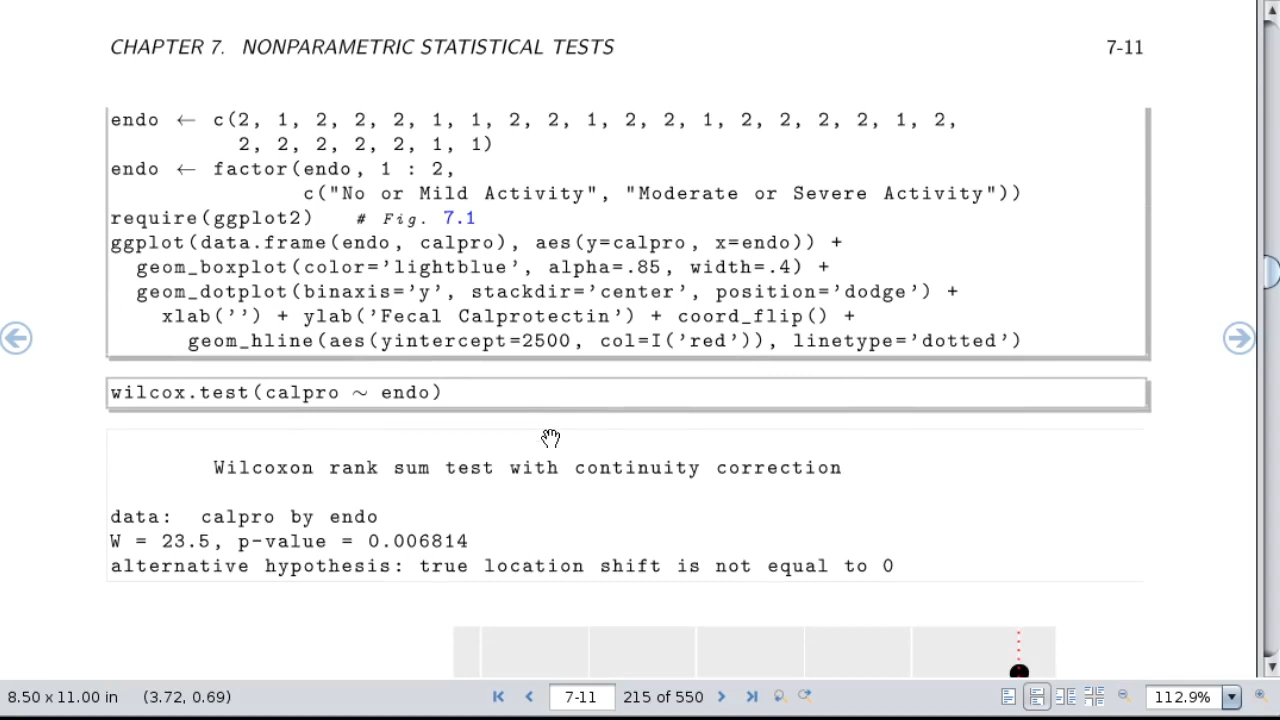 CHAPTER 7. NONPARAMETRIC STATISTICAL TESTS 7-11
endo ← c(2, 1, 2, 2, 2, 1, 1, 2, 2, 1, 2, 2, 1, 2, 2, 2, 2, 1, 2,
2, 2, 2, 2, 2, 1, 1)
endo ← factor(endo, 1 : 2,
c("No or Mild Activity", "Moderate or Severe Activity"))
require(ggplot2) # Fig. 7.1
ggplot(data.frame(endo, calpro), aes(y=calpro, x=endo)) +
geom_boxplot(color='lightblue', alpha=.85, width=.4) +
geom_dotplot(binaxis='y', stackdir='center', position='dodge') +
xlab('') + ylab('Fecal Calprotectin') + coord_flip() +
geom_hline(aes(yintercept=2500, col=I('red')), linetype='dotted')
wilcox.test(calpro ∼ endo)
Wilcoxon rank sum test with continuity correction
data: calpro by endo
W = 23.5, p-value = 0.006814
alternative hypothesis: true location shift is not equal to 0
8.50 x 11.00 in (3.72, 0.69) 7-11 215 of 550 112.9%